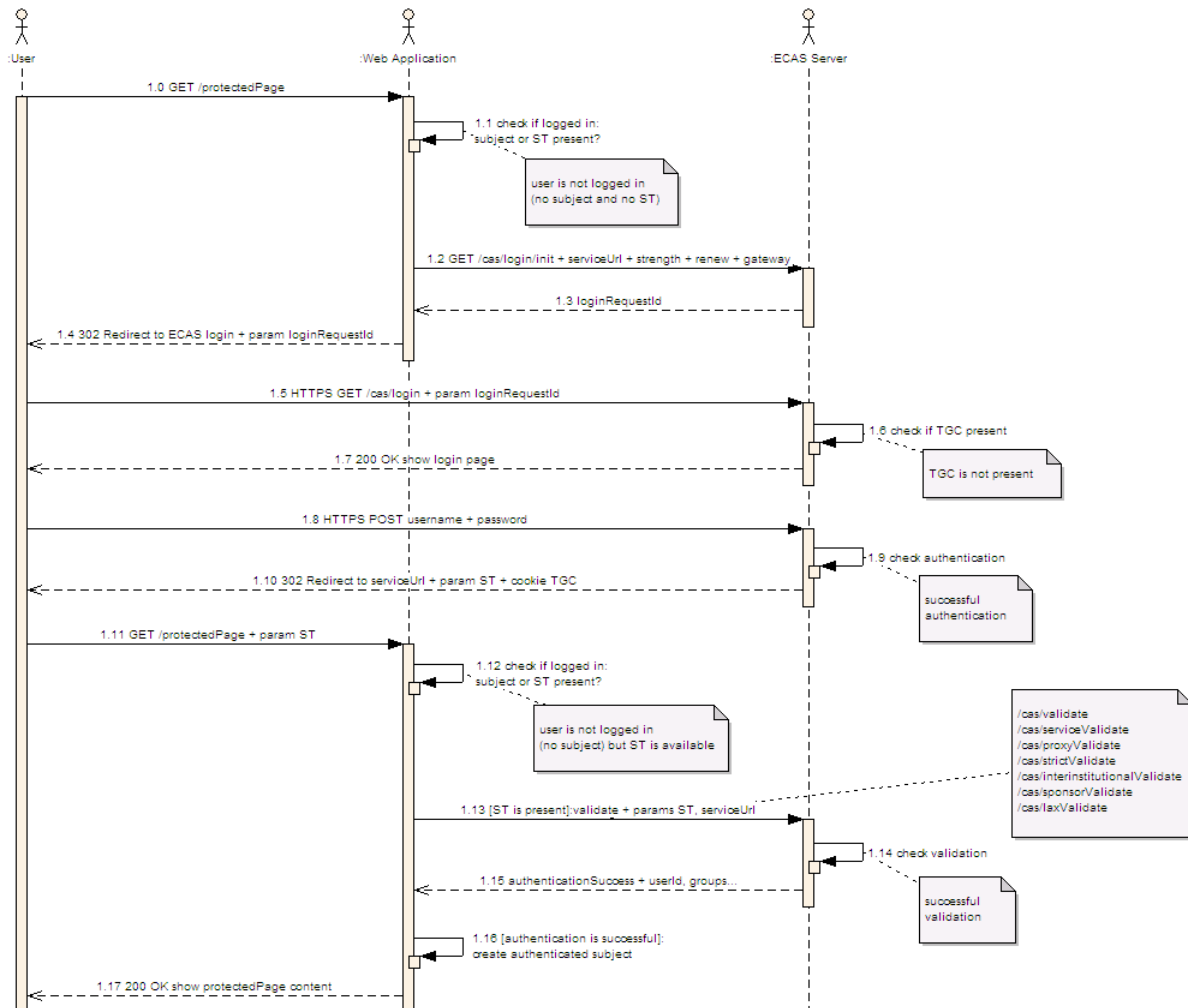 :User
:Web Application
:ECAS Server
1.0 GET /protectedPage
1.1 check if logged in:
subject or ST present?
user is not logged in
(no subject and no ST)
1.2 GET /cas/login/init + serviceUrl + strength + renew + gateway
1.3 loginRequestId
1.4 302 Redirect to ECAS login + param loginRequestId
1.5 HTTPS GET /cas/login + param loginRequestId
1.6 check if TGC present
TGC is not present
1.7 200 OK show login page
1.8 HTTPS POST username + password
1.9 check authentication
successful
authentication
1.10 302 Redirect to serviceUrl + param ST + cookie TGC
1.11 GET /protectedPage + param ST
1.12 check if logged in:
subject or ST present?
user is not logged in
(no subject) but ST is available
/cas/validate
/cas/serviceValidate
/cas/proxyValidate
/cas/strictValidate
/cas/interinstitutionalValidate
/cas/sponsorValidate
/cas/laxValidate
1.13 [ST is present]:validate + params ST, serviceUrl
1.14 check validation
successful
validation
1.15 authenticationSuccess + userId, groups...
1.16 [authentication is successful]:
create authenticated subject
1.17 200 OK show protectedPage content